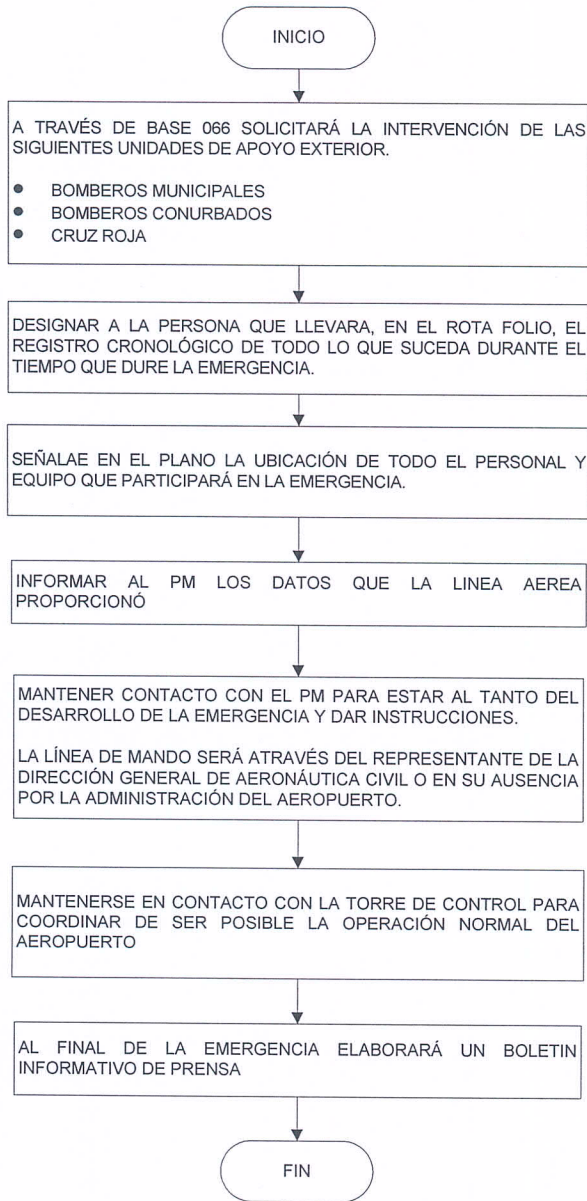 INICIO
A TRAVÉS DE BASE 066 SOLICITARÁ LA INTERVENCIÓN DE LAS
SIGUIENTES UNIDADES DE APOYO EXTERIOR.
● BOMBEROS MUNICIPALES
● BOMBEROS CONURBADOS
● CRUZ ROJA
DESIGNAR A LA PERSONA QUE LLEVARA, EN EL ROTA FOLIO, EL
REGISTRO CRONOLÓGICO DE TODO LO QUE SUCEDA DURANTE EL
TIEMPO QUE DURE LA EMERGENCIA.
SEÑALAE EN EL PLANO LA UBICACIÓN DE TODO EL PERSONAL Y
EQUIPO QUE PARTICIPARÁ EN LA EMERGENCIA.
INFORMAR AL PM LOS DATOS QUE LA LINEA AEREA
PROPORCIONÓ
MANTENER CONTACTO CON EL PM PARA ESTAR AL TANTO DEL
DESARROLLO DE LA EMERGENCIA Y DAR INSTRUCCIONES.
LA LÍNEA DE MANDO SERÁ ATRAVÉS DEL REPRESENTANTE DE LA
DIRECCIÓN GENERAL DE AERONÁUTICA CIVIL O EN SU AUSENCIA
POR LA ADMINISTRACIÓN DEL AEROPUERTO.
MANTENERSE EN CONTACTO CON LA TORRE DE CONTROL PARA
COORDINAR DE SER POSIBLE LA OPERACIÓN NORMAL DEL
AEROPUERTO
AL FINAL DE LA EMERGENCIA ELABORARÁ UN BOLETIN
INFORMATIVO DE PRENSA
FIN